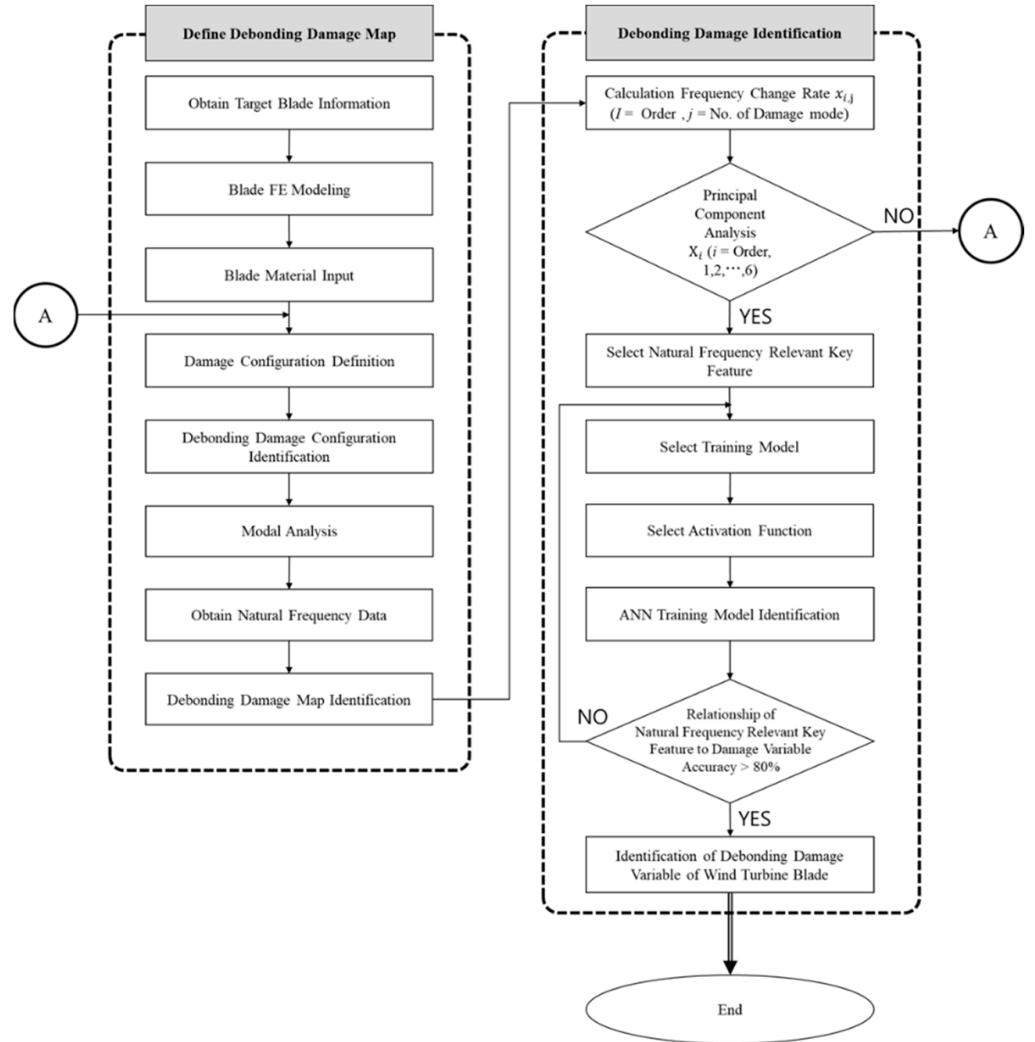 Define Debonding Damage Map
Obtain Target Blade Information
Blade FE Modeling
Blade Material Input
A
Damage Configuration Definition
Debonding Damage Configuration
Identification
Modal Analysis
Obtain Natural Frequency Data
Debonding Damage Map Identification
Debonding Damage Identification
Calculation Frequency Change Rate x_{i,j}
(I = Order , j = No. of Damage mode)
Principal
Component
Analysis
X_i (i = Order,
1,2,⋯,6)
NO
A
YES
Select Natural Frequency Relevant Key
Feature
Select Training Model
Select Activation Function
ANN Training Model Identification
NO
Relationship of
Natural Frequency Relevant Key
Feature to Damage Variable
Accuracy > 80%
YES
Identification of Debonding Damage
Variable of Wind Turbine Blade
End